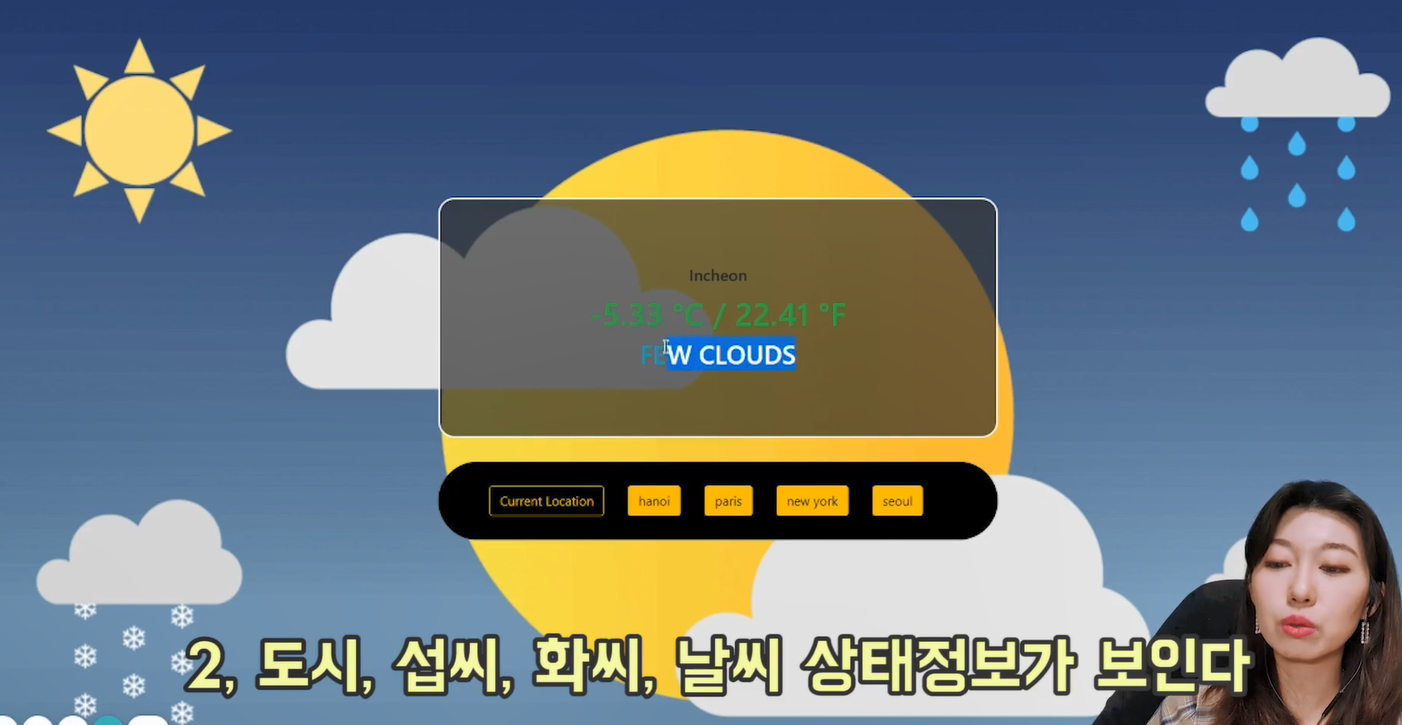 Incheon
-5.33 °C / 22.41 °F
FEW CLOUDS
Current Location hanoi paris new york seoul
2, 도시, 섭씨, 화씨, 날씨 상태정보가 보인다